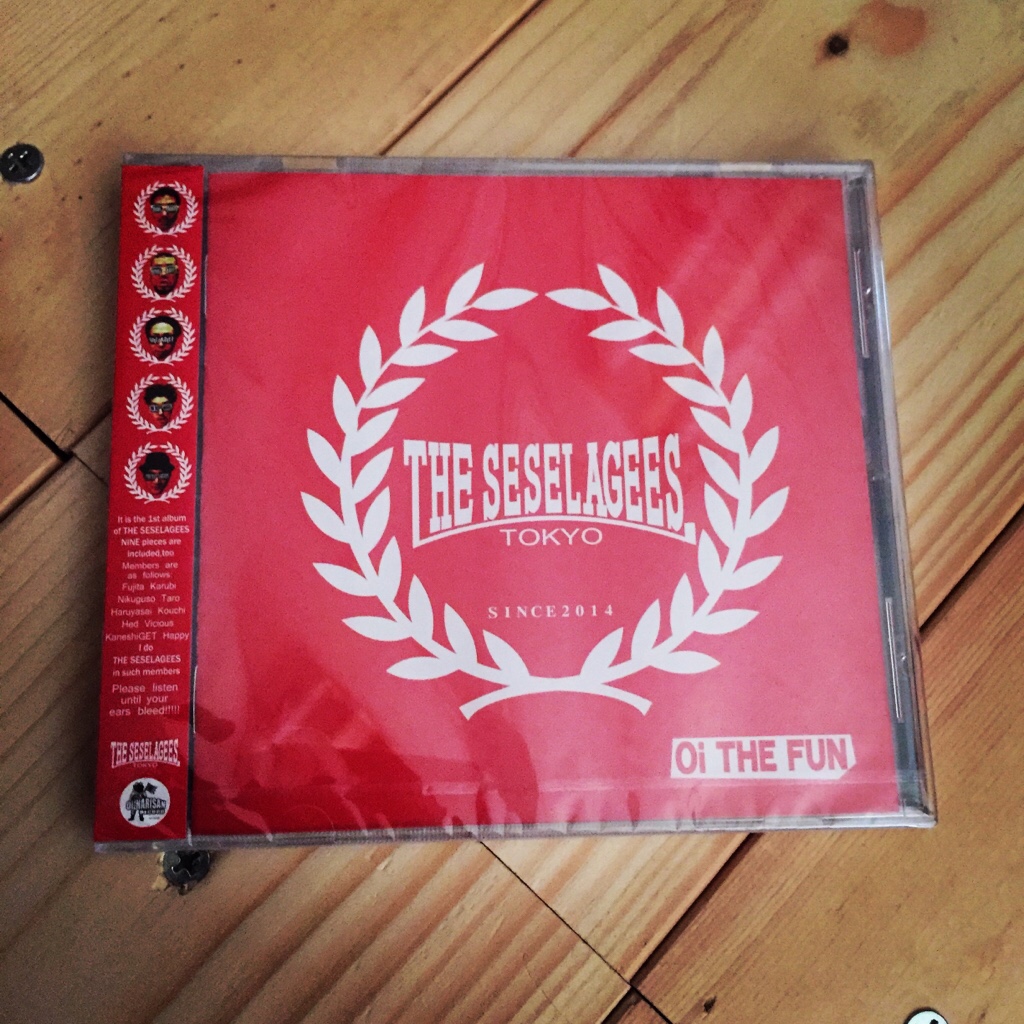 It is the 1st album
of THE SESELAGEES
NINE pieces are
included,too
Members are
as follows:
Fujita Karubi
Nikuguso Taro
Haruyasai Kouchi
Hed Vicious
KaneshiGET Happy
I do
THE SESELAGEES
in such members
Please listen
until your
ears bleed!!!!!
THE SESELAGEES.
TOKYO
THE SESELAGEES.
TOKYO
SINCE2014
Oi THE FUN